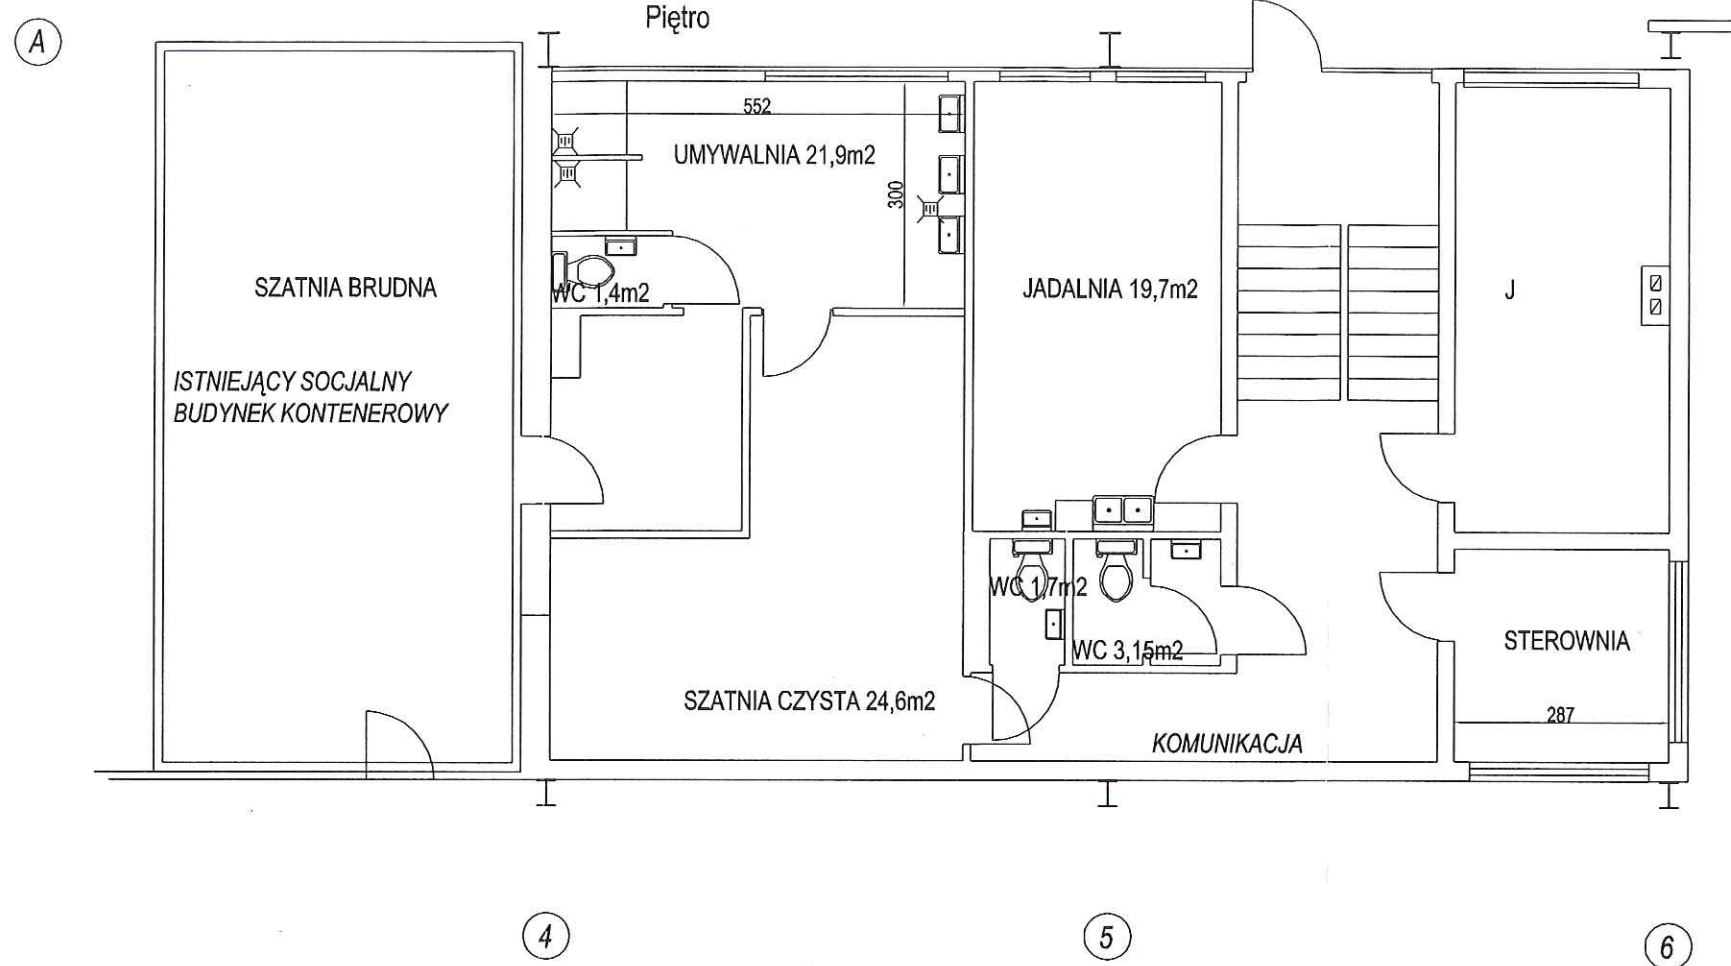 Piętro
A
552
UMYWALNIA 21,9m2
300
SZATNIA BRUDNA
WC 1,4m2
JADALNIA 19,7m2
J
ISTNIEJĄCY SOCJALNY
BUDYNEK KONTENEROWY
WC 1,7m2
WC 3,15m2
STEROWNIA
SZATNIA CZYSTA 24,6m2
287
KOMUNIKACJA
4
5
6